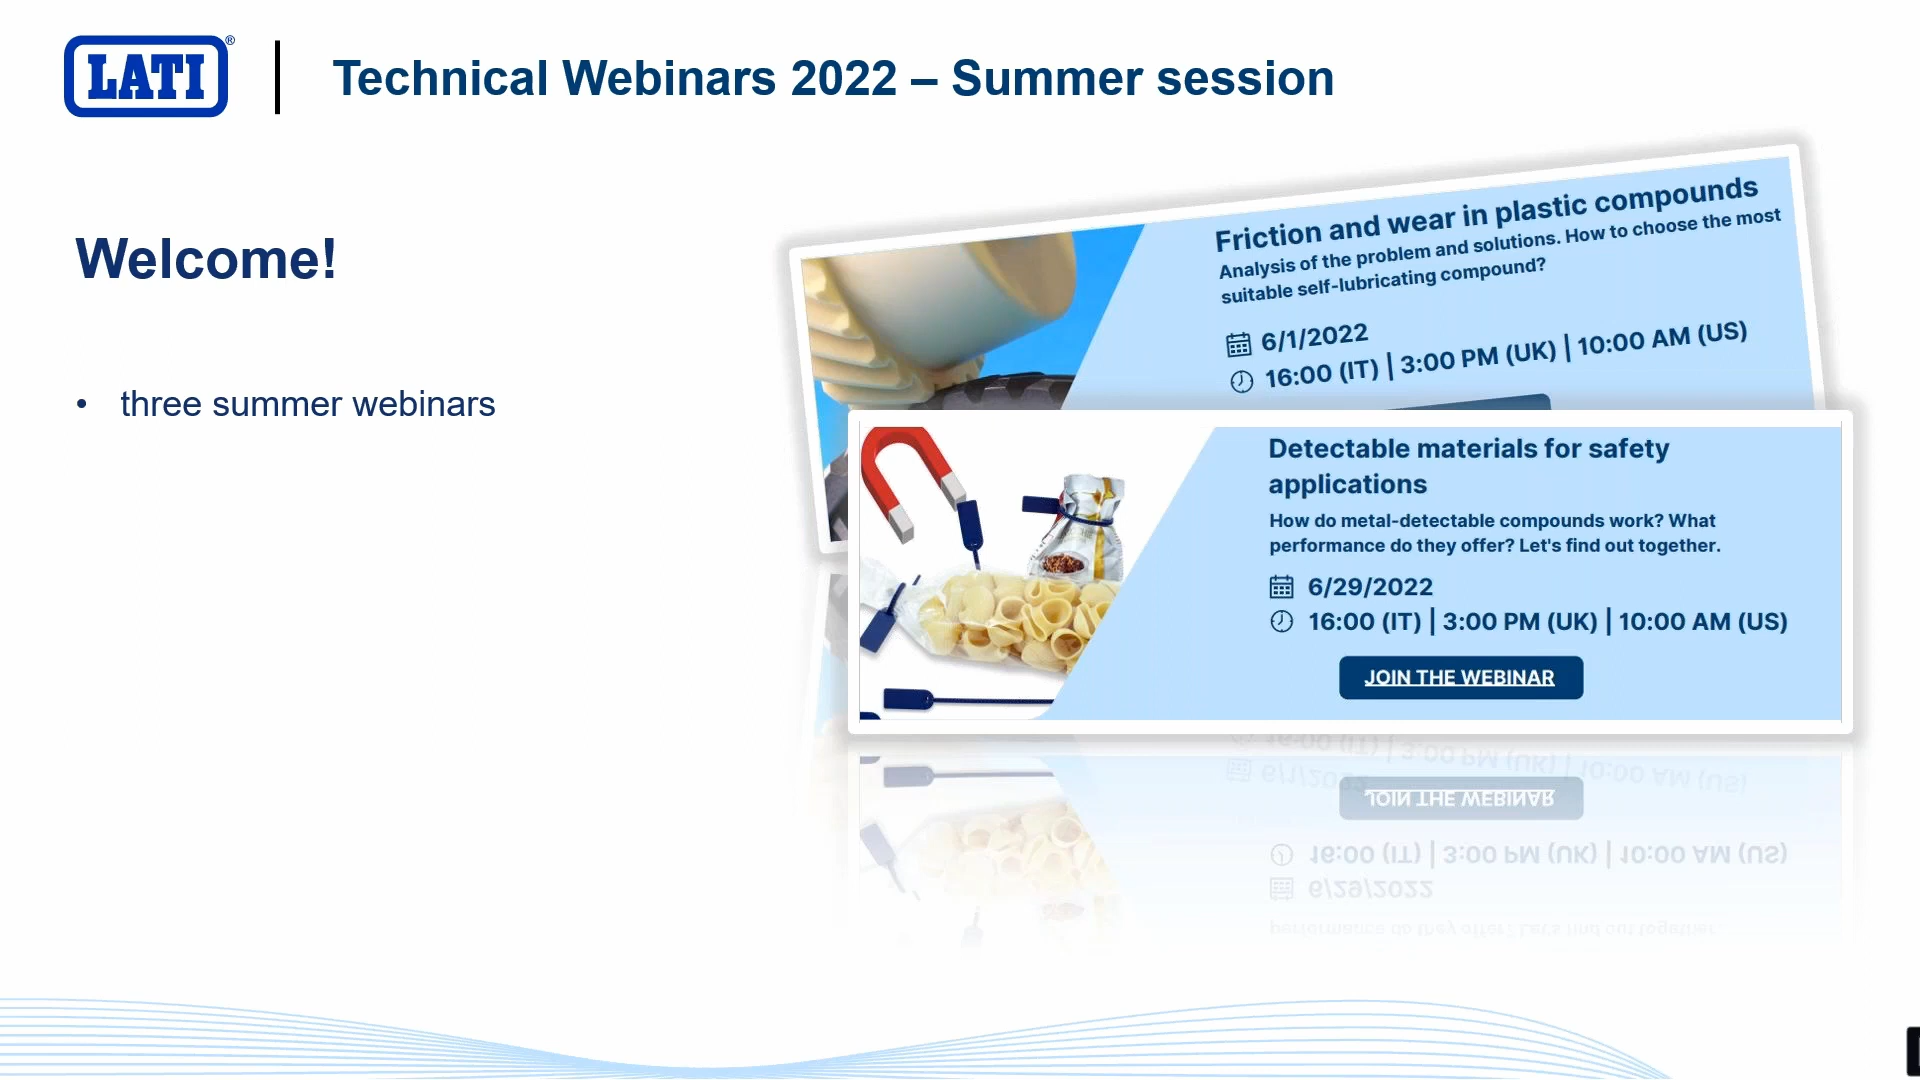 LATI®
Technical Webinars 2022 – Summer session
Welcome!
• three summer webinars
Friction and wear in plastic compounds
Analysis of the problem and solutions. How to choose the most
suitable self-lubricating compound?
6/1/2022
16:00 (IT) | 3:00 PM (UK) | 10:00 AM (US)
Detectable materials for safety
applications
How do metal-detectable compounds work? What
performance do they offer? Let's find out together.
6/29/2022
16:00 (IT) | 3:00 PM (UK) | 10:00 AM (US)
JOIN THE WEBINAR